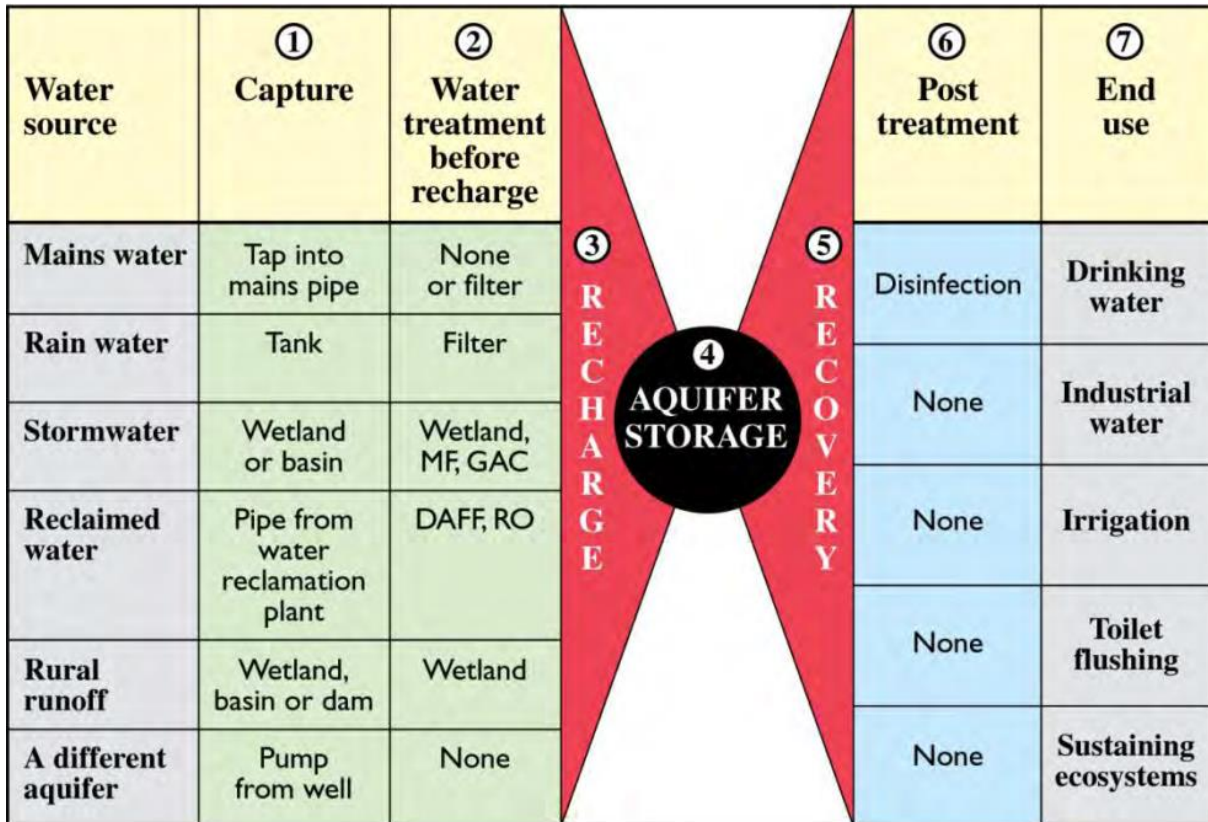 Water
source
①
Capture
②
Water
treatment
before
recharge
Mains water
Tap into
mains pipe
None
or filter
Rain water
Tank
Filter
Stormwater
Wetland
or basin
Wetland,
MF, GAC
Reclaimed
water
Pipe from
water
reclamation
plant
DAFF, RO
Rural
runoff
Wetland,
basin or dam
Wetland
A different
aquifer
Pump
from well
None
③
RECHARGE
④
AQUIFER
STORAGE
⑤
RECOVERY
⑥
Post
treatment
⑦
End
use
Disinfection
Drinking
water
None
Industrial
water
None
Irrigation
None
Toilet
flushing
None
Sustaining
ecosystems